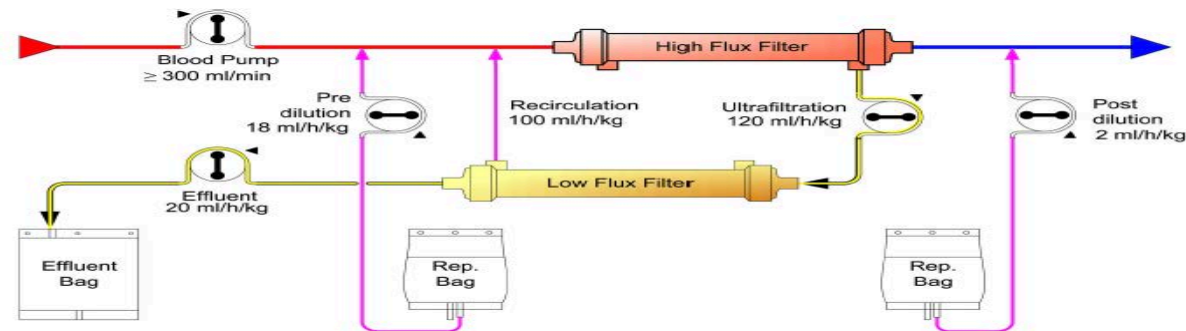 High Flux Filter
Blood Pump
≥ 300 ml/min
Pre
dilution
18 ml/h/kg
Recirculation
100 ml/h/kg
Ultrafiltration
120 ml/h/kg
Post
dilution
2 ml/h/kg
Low Flux Filter
Effluent
20 ml/h/kg
Effluent
Bag
Rep.
Bag
Rep.
Bag